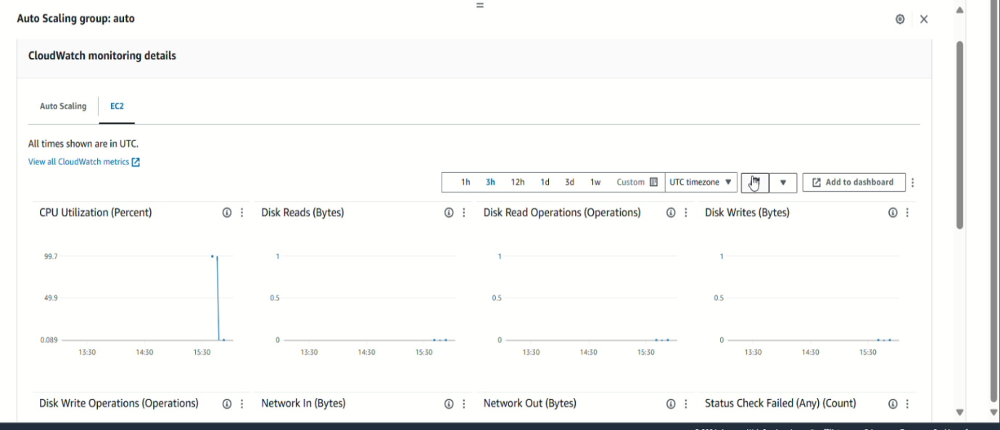 Auto Scaling group: auto
CloudWatch monitoring details
Auto Scaling EC2
All times shown are in UTC.
View all CloudWatch metrics
1h 3h 12h 1d 3d 1w Custom UTC timezone Add to dashboard
CPU Utilization (Percent) Disk Reads (Bytes) Disk Read Operations (Operations) Disk Writes (Bytes)
99.7 1 1 1
49.9 0.5 0.5 0.5
0.089 0 0 0
13:30 14:30 15:30 13:30 14:30 15:30 13:30 14:30 15:30 13:30 14:30 15:30
Disk Write Operations (Operations) Network In (Bytes) Network Out (Bytes) Status Check Failed (Any) (Count)